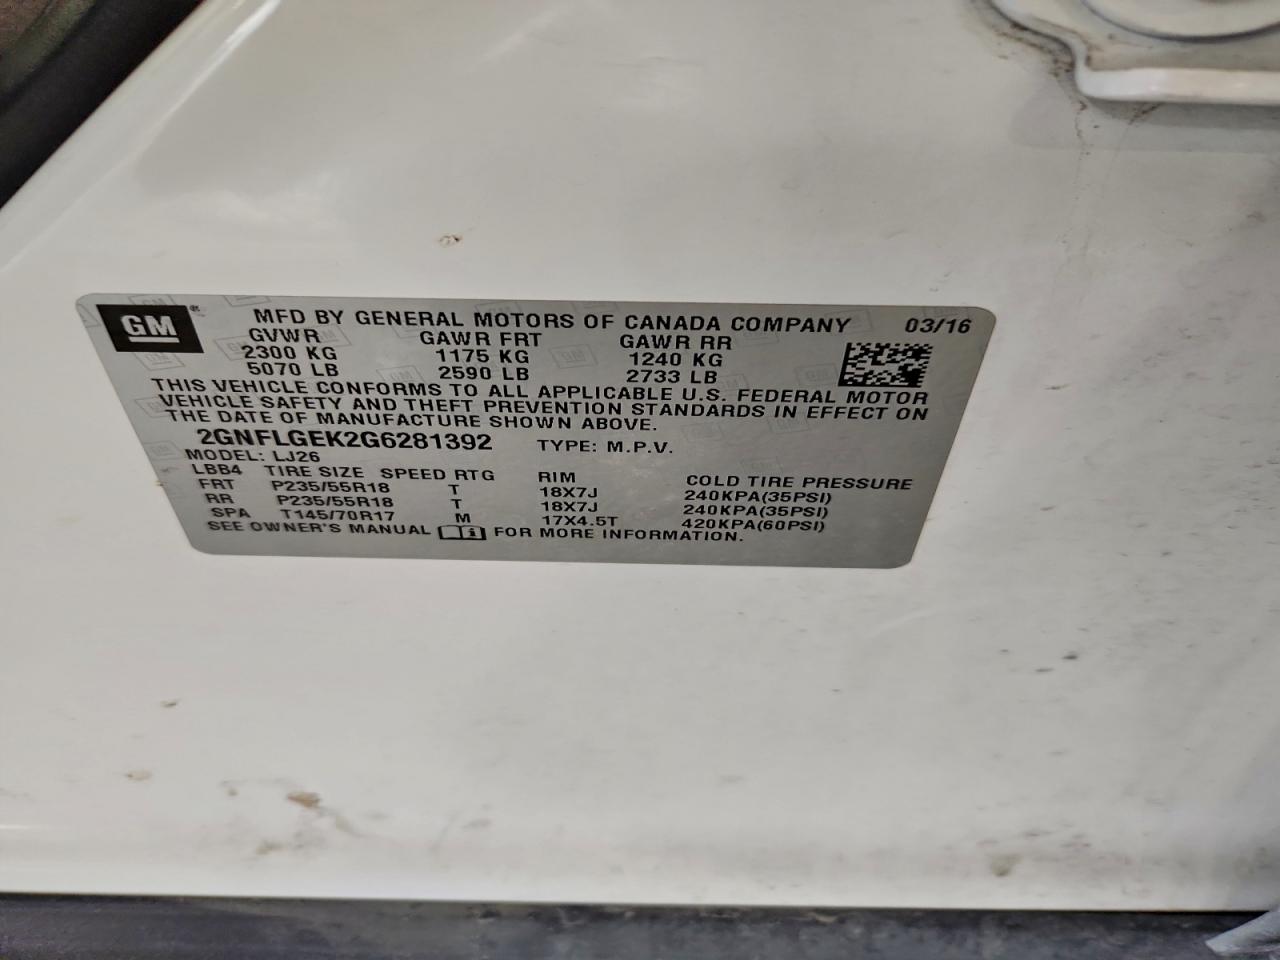 GM MFD BY GENERAL MOTORS OF CANADA COMPANY 03/16
GVWR GAWR FRT GAWR RR
2300 KG 1175 KG 1240 KG
5070 LB 2590 LB 2733 LB
THIS VEHICLE CONFORMS TO ALL APPLICABLE U.S. FEDERAL MOTOR
VEHICLE SAFETY AND THEFT PREVENTION STANDARDS IN EFFECT ON
THE DATE OF MANUFACTURE SHOWN ABOVE.
2GNFLGEK2G6281392 TYPE: M.P.V.
MODEL: LJ26
LBB4 TIRE SIZE SPEED RTG RIM COLD TIRE PRESSURE
FRT P235/55R18 T 18X7J 240KPA(35PSI)
RR P235/55R18 T 18X7J 240KPA(35PSI)
SPA T145/70R17 M 17X4.5T 420KPA(60PSI)
SEE OWNER'S MANUAL FOR MORE INFORMATION.